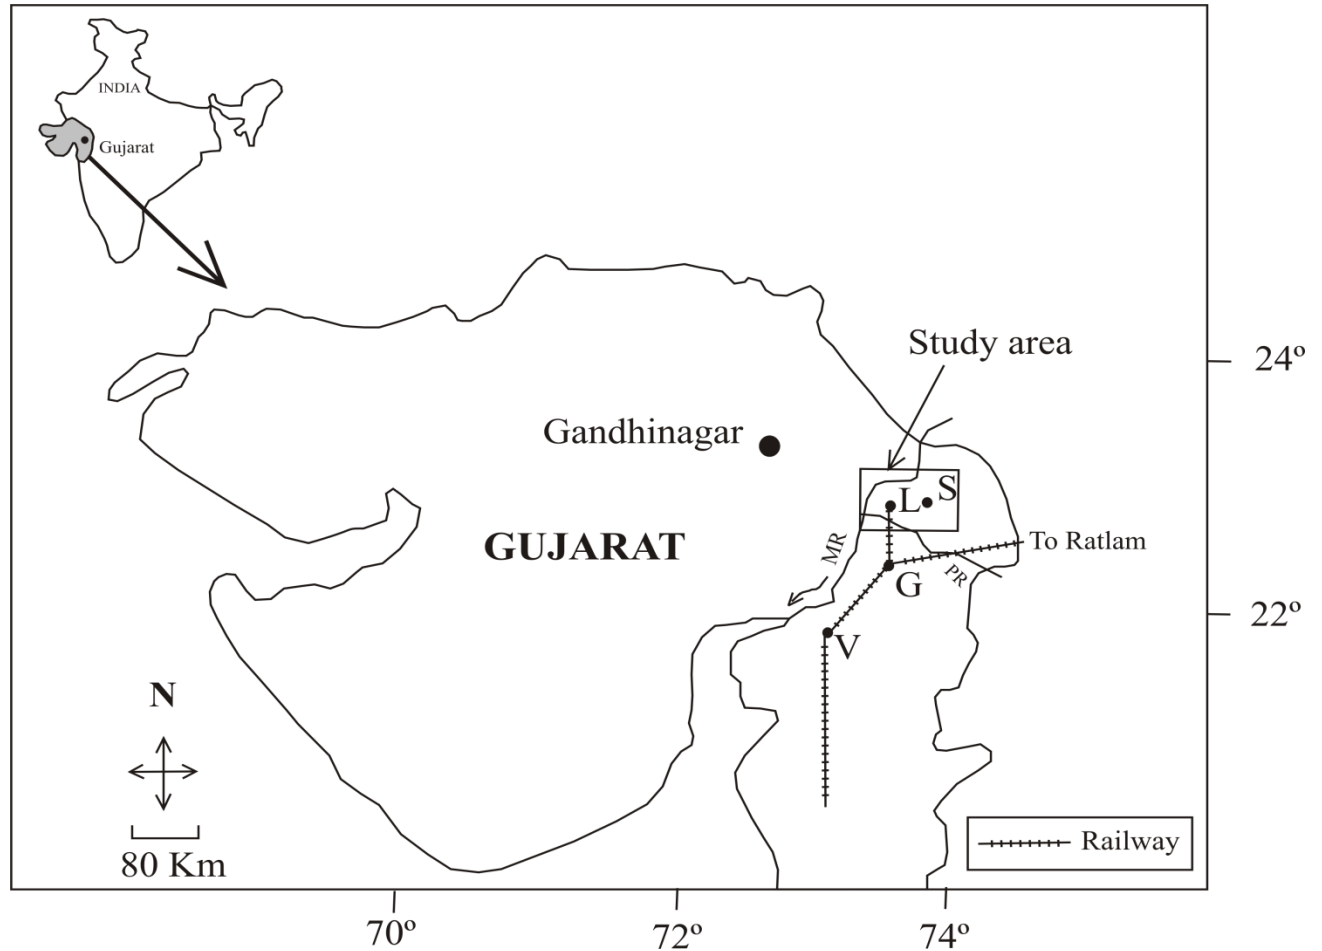 INDIA
Gujarat
Study area
24º
Gandhinagar
L
S
GUJARAT
MR
To Ratlam
G
PR
22º
V
N
Railway
80 Km
70º
72º
74º